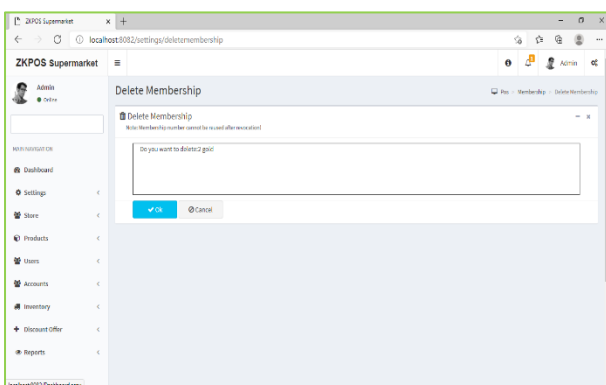 ZKPOS Supermarket
localhost:8082/settings/deletemembership
ZKPOS Supermarket
Admin
Admin
Online
Delete Membership
Pos > Membership > Delete Membership
Delete Membership
Note: Membership number cannot be reused after revocation!
MAIN NAVIGATION
Do you want to delete:2 gold
Dashboard
Settings
Ok
Cancel
Store
Products
Users
Accounts
Inventory
Discount Offer
Reports